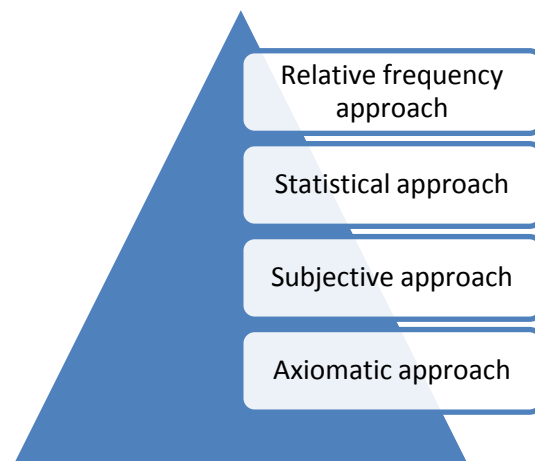 Relative frequency
approach
Statistical approach
Subjective approach
Axiomatic approach